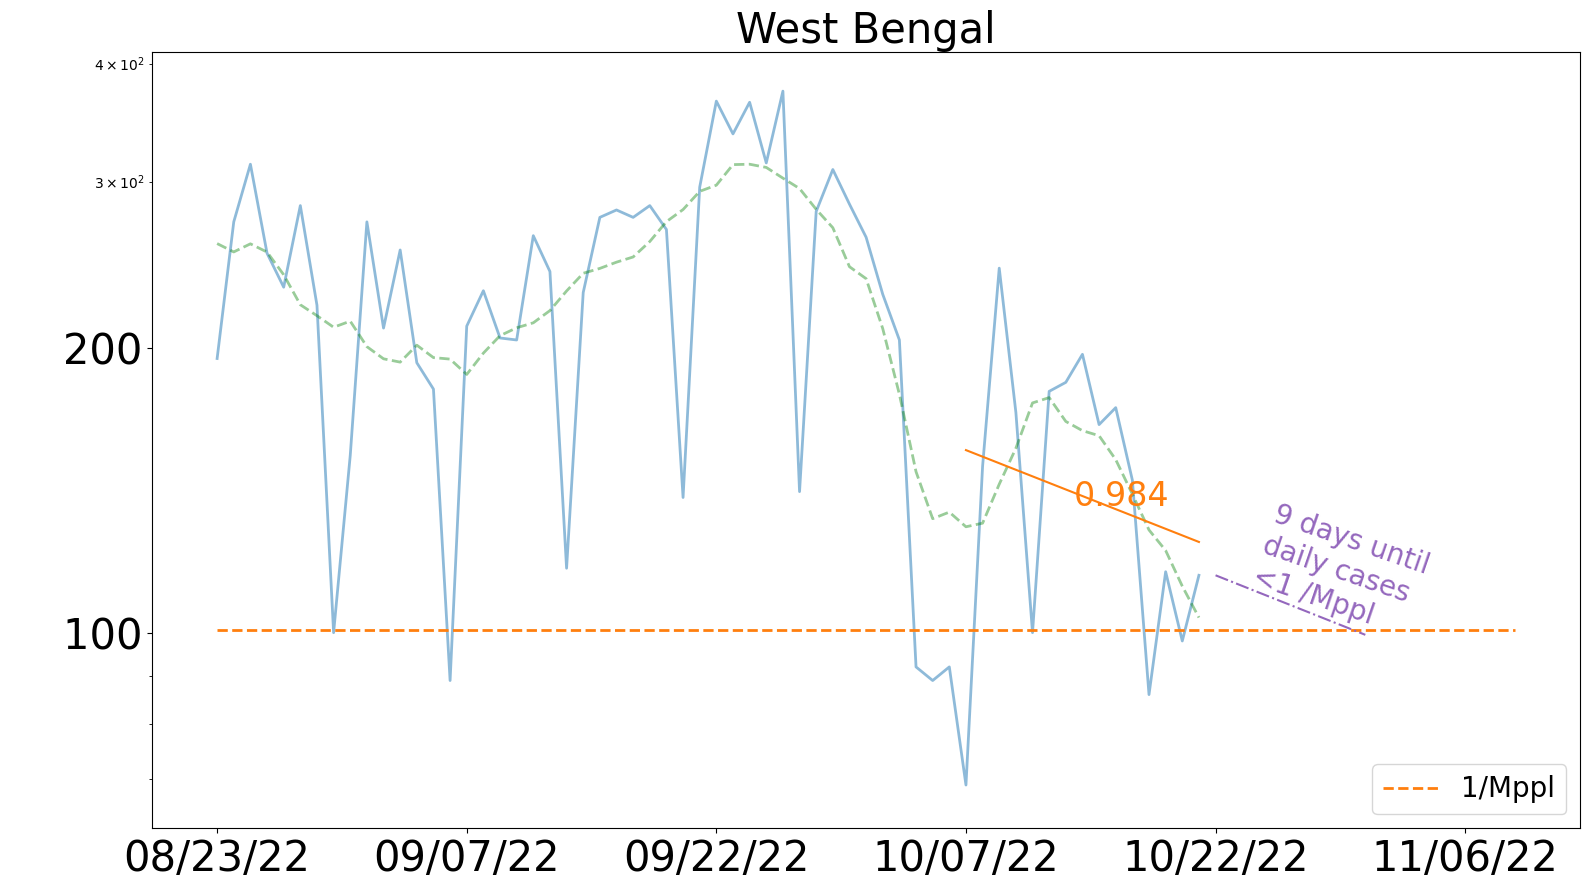 West Bengal
4 × 10²
3 × 10²
200
100
0.984
9 days until
daily cases
<1 /Mppl
1/Mppl
08/23/22 09/07/22 09/22/22 10/07/22 10/22/22 11/06/22